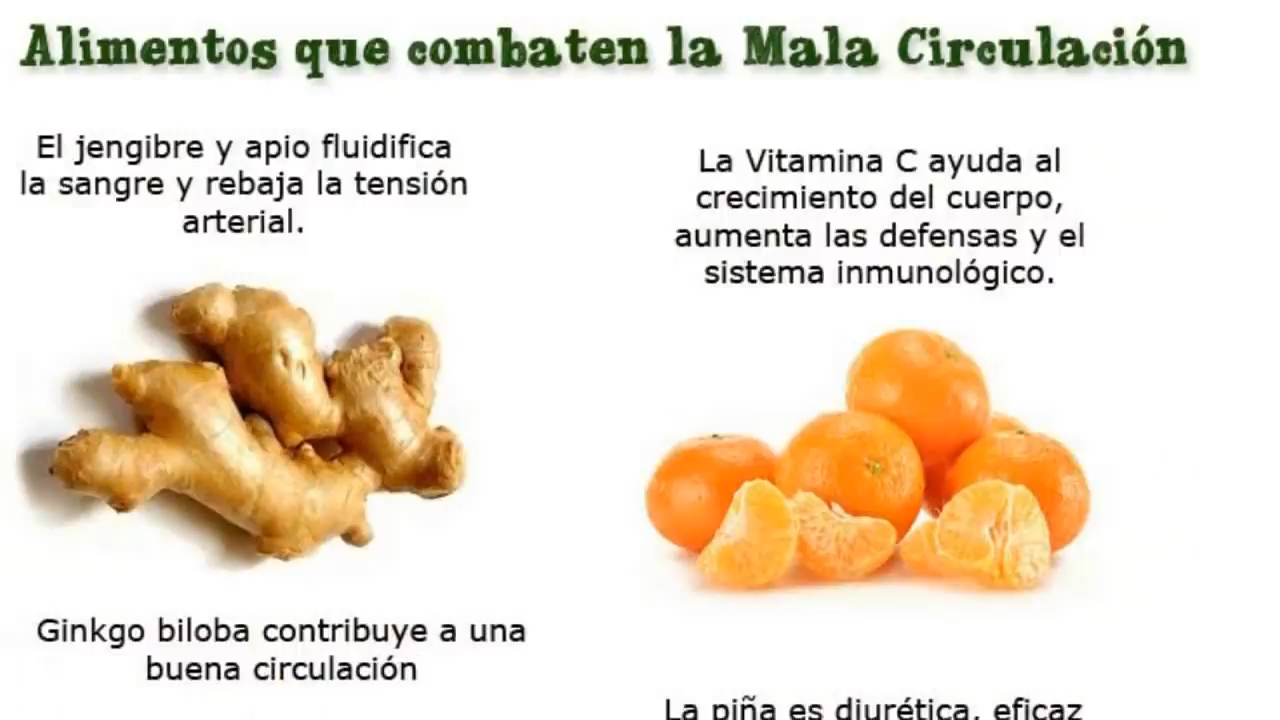 Alimentos que combaten la Mala Circulación
El jengibre y apio fluidifica
la sangre y rebaja la tensión
arterial.
La Vitamina C ayuda al
crecimiento del cuerpo,
aumenta las defensas y el
sistema inmunológico.
Ginkgo biloba contribuye a una
buena circulación
La piña es diurética, eficaz